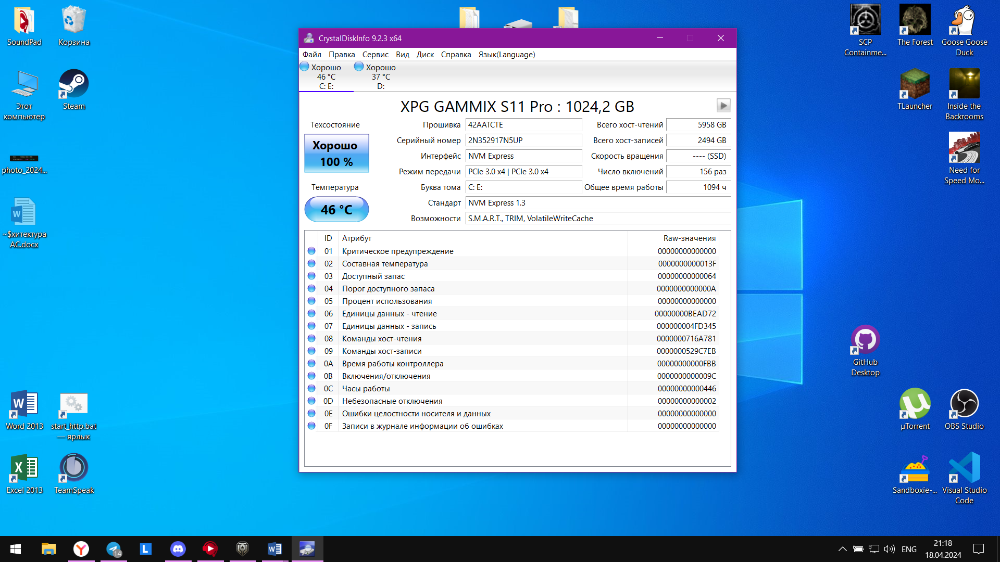 SoundPad
Корзина
Этот
компьютер
Steam
photo_2024...
~$хитектура
АС.docx
Word 2013
start_http.bat
— ярлык
Excel 2013
TeamSpeak
CrystalDiskInfo 9.2.3 x64
Файл Правка Сервис Вид Диск Справка Язык(Language)
Хорошо
46 °C
C: E:
Хорошо
37 °C
D:
XPG GAMMIX S11 Pro : 1024,2 GB
Техсостояние
Хорошо
100 %
Температура
46 °C
Прошивка 42AATCTE
Серийный номер 2N352917N5UP
Интерфейс NVM Express
Режим передачи PCIe 3.0 x4 | PCIe 3.0 x4
Буква тома C: E:
Стандарт NVM Express 1.3
Возможности S.M.A.R.T., TRIM, VolatileWriteCache
Всего хост-чтений 5958 GB
Всего хост-записей 2494 GB
Скорость вращения ---- (SSD)
Число включений 156 раз
Общее время работы 1094 ч
ID Атрибут Raw-значения
01 Критическое предупреждение 00000000000000
02 Составная температура 0000000000013F
03 Доступный запас 00000000000064
04 Порог доступного запаса 0000000000000A
05 Процент использования 00000000000000
06 Единицы данных - чтение 00000000BEAD72
07 Единицы данных - запись 000000004FD345
08 Команды хост-чтения 0000000716A781
09 Команды хост-записи 0000000529C7EB
0A Время работы контроллера 00000000000FBB
0B Включения/отключения 0000000000009C
0C Часы работы 00000000000446
0D Небезопасные отключения 00000000000002
0E Ошибки целостности носителя и данных 00000000000000
0F Записи в журнале информации об ошибках 00000000000000
SCP
Containme...
The Forest
Goose Goose
Duck
TLauncher
Inside the
Backrooms
Need for
Speed Mo...
GitHub
Desktop
µTorrent
OBS Studio
Sandboxie-...
Visual Studio
Code
14
ENG
21:18
18.04.2024